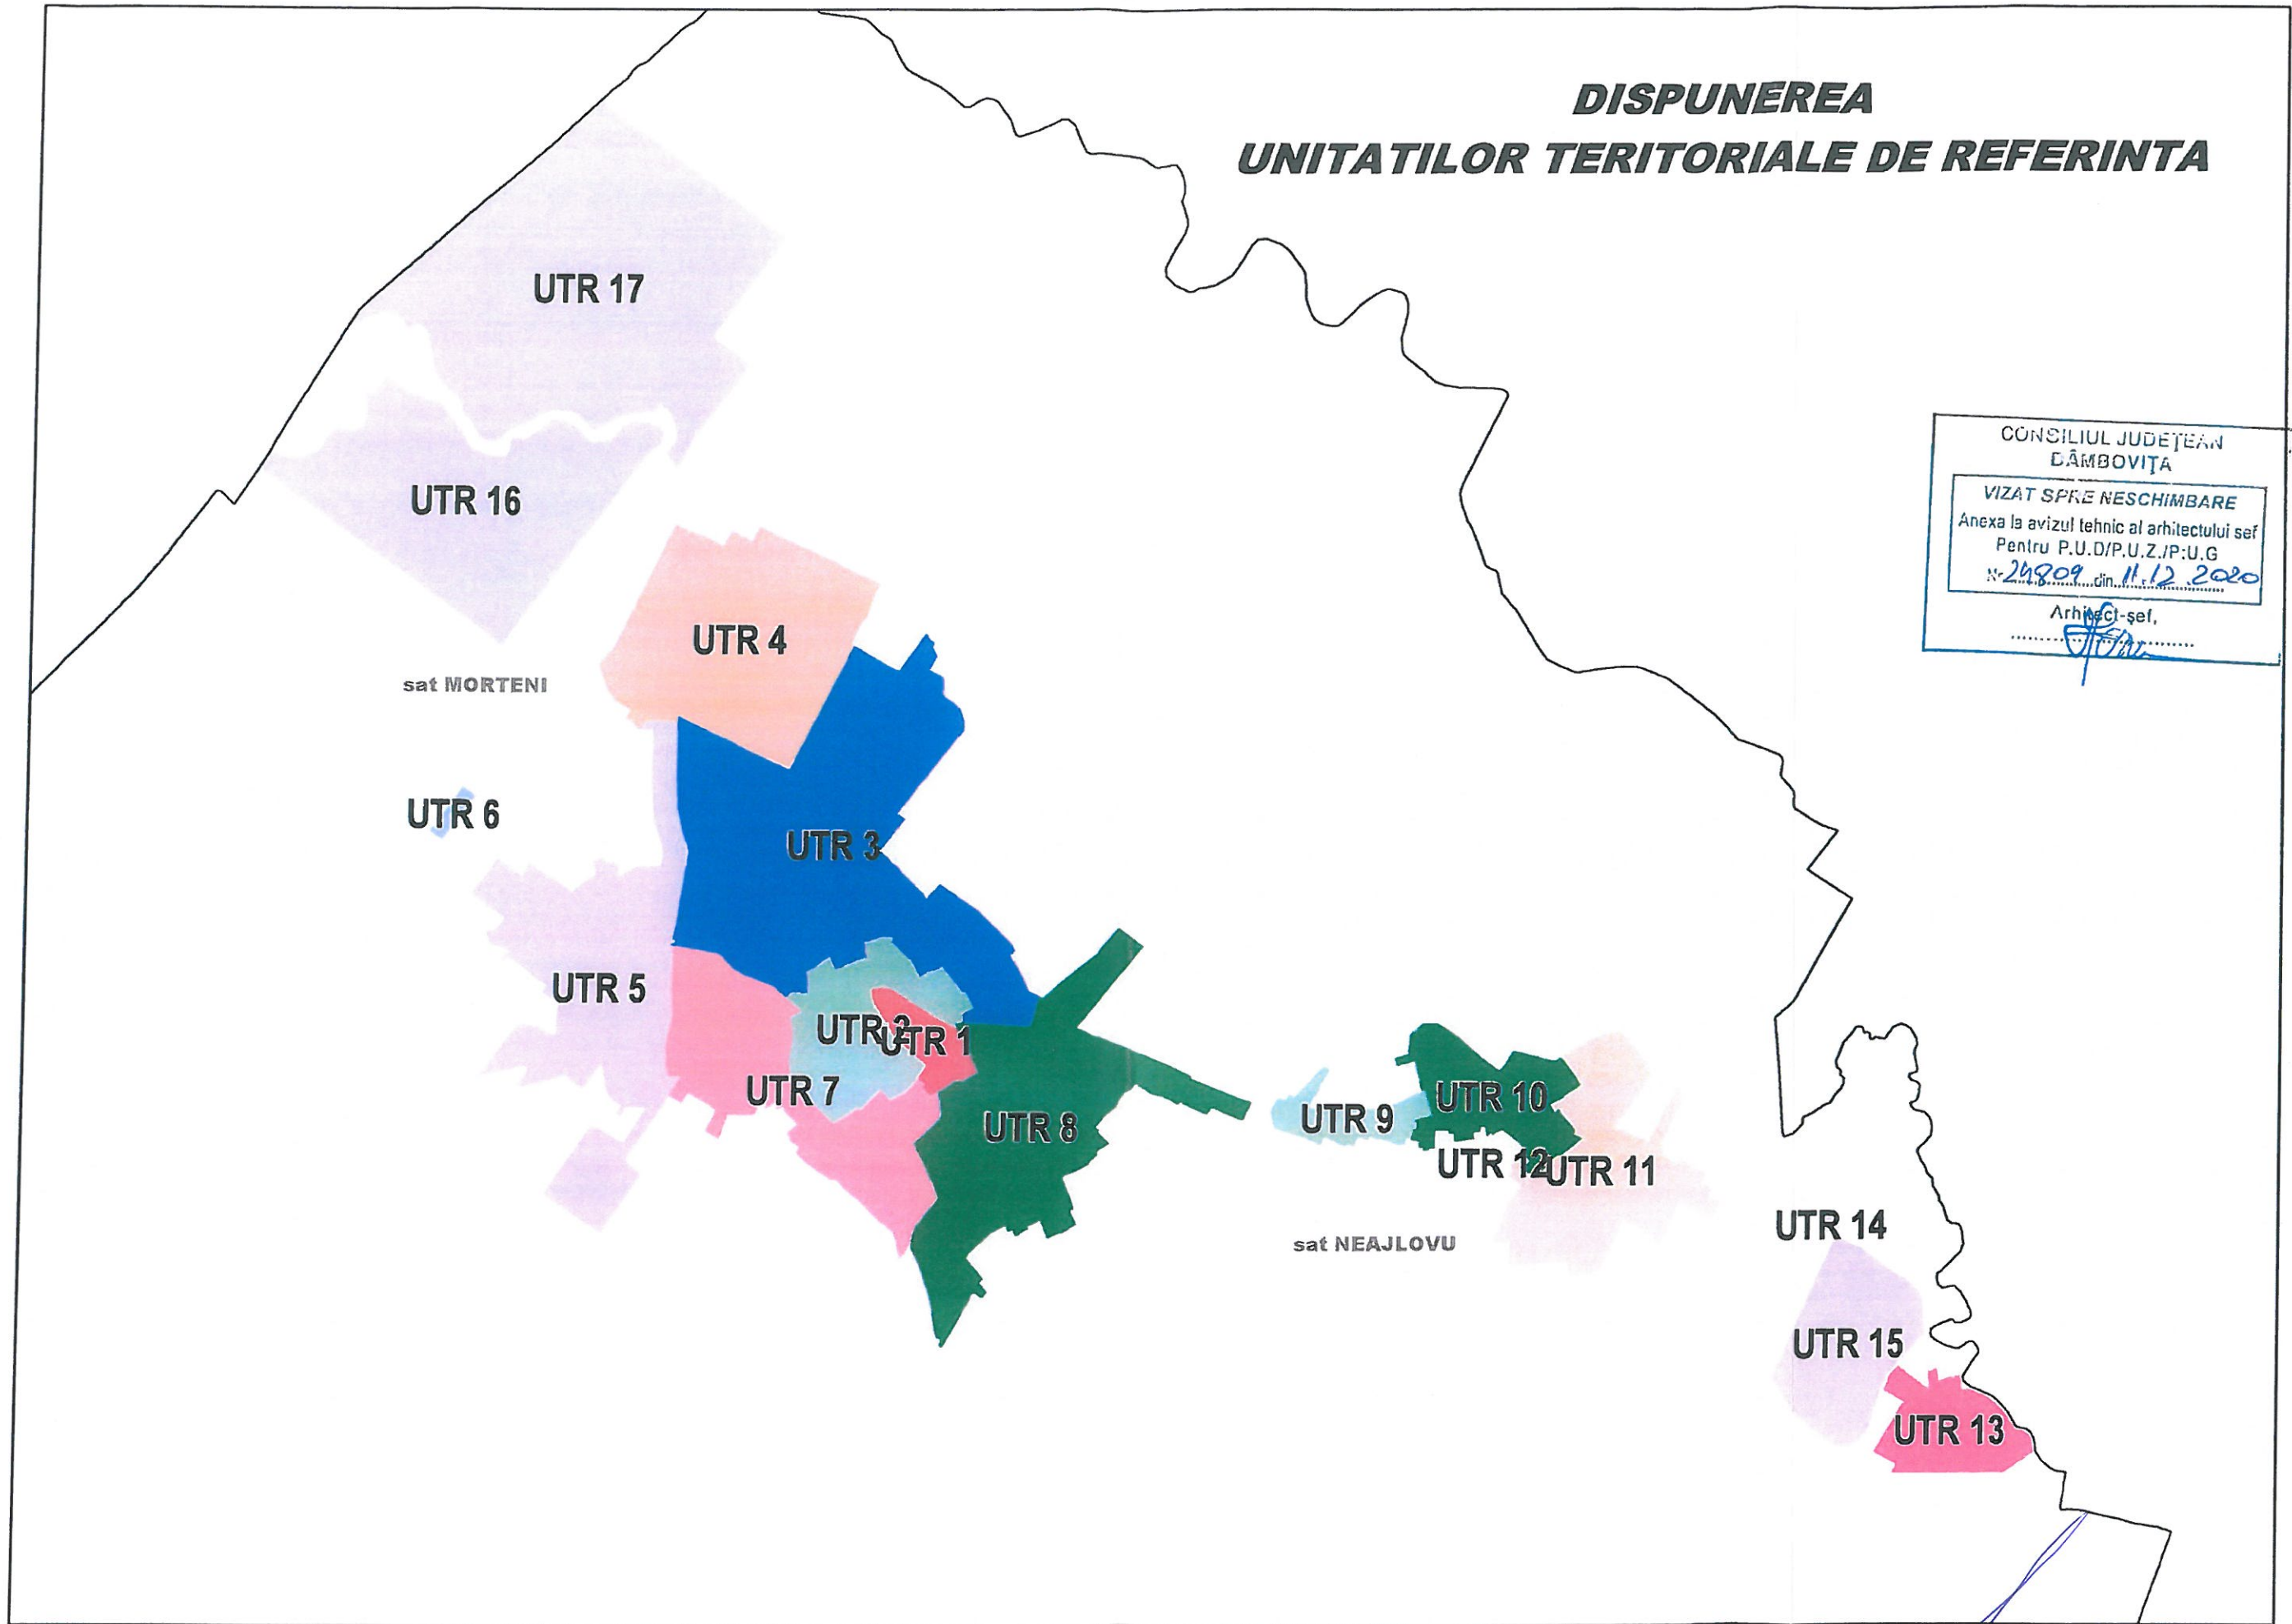 DISPUNEREA
UNITATILOR TERITORIALE DE REFERINTA
UTR 17
CONSILIUL JUDEȚEAN
DÂMBOVIȚA
VIZAT SPRE NESCHIMBARE
Anexa la avizul tehnic al arhitectului sef
Pentru P.U.D/P.U.Z./P.U.G
Nr 24809 din 11.12.2020
Arhitect-șef,
UTR 16
UTR 4
sat MORTENI
UTR 6
UTR 3
UTR 5
UTR 2
UTR 1
UTR 7
UTR 8
UTR 9
UTR 10
UTR 12
UTR 11
sat NEAJLOVU
UTR 14
UTR 15
UTR 13